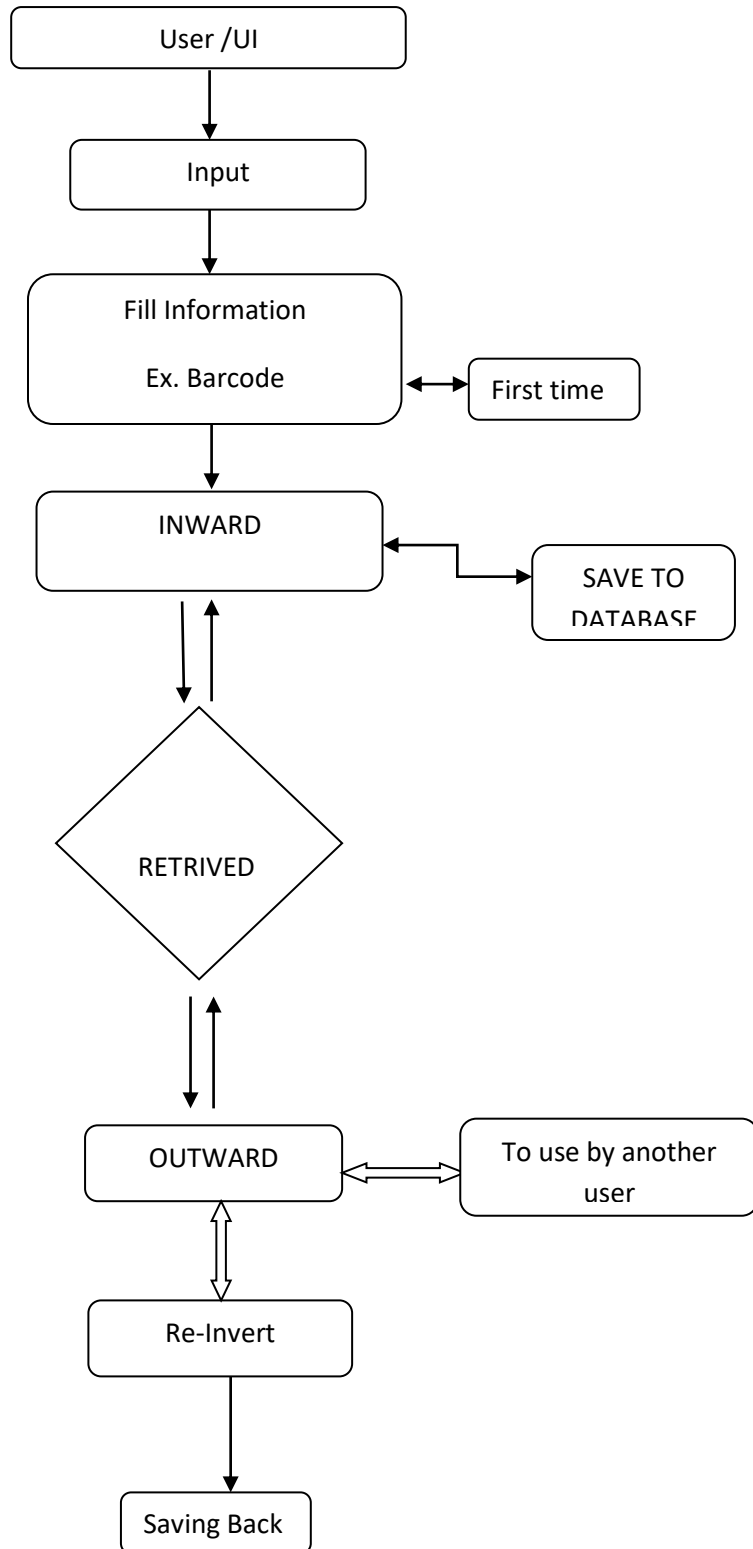 User /UI
Input
Fill Information
Ex. Barcode
First time
INWARD
SAVE TO
DATABASE
RETRIVED
OUTWARD
To use by another
user
Re-Invert
Saving Back